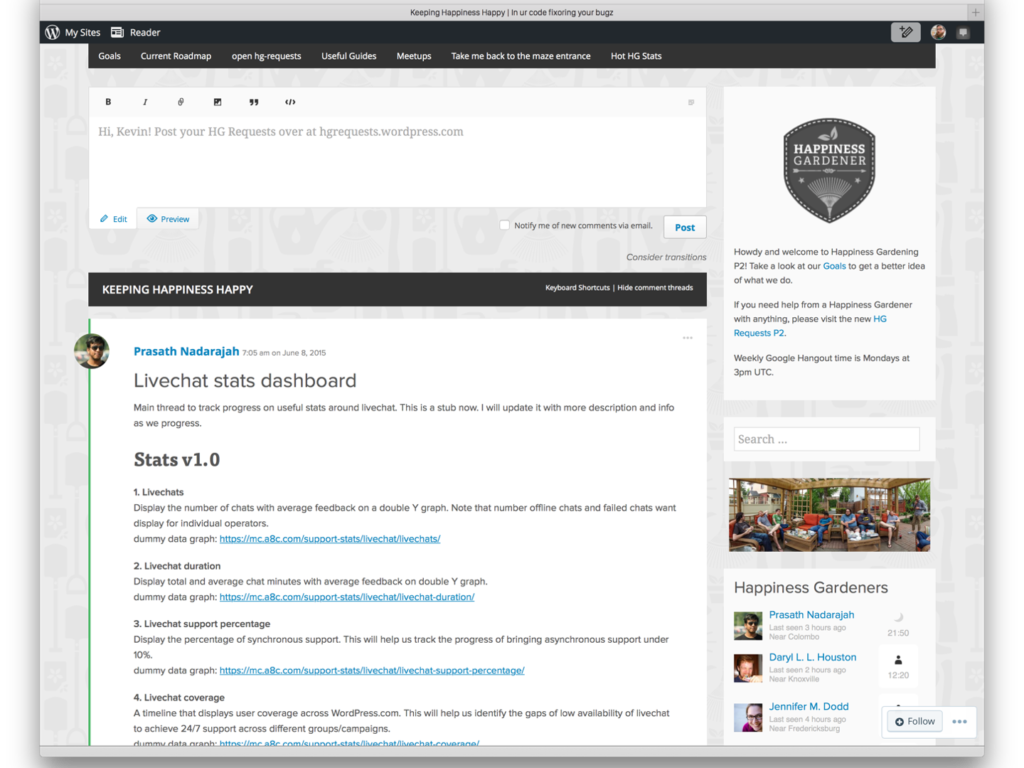 Keeping Happiness Happy | In ur code fixoring your bugz
My Sites Reader
Goals Current Roadmap open hg-requests Useful Guides Meetups Take me back to the maze entrance Hot HG Stats
B I
Hi, Kevin! Post your HG Requests over at hgrequests.wordpress.com
Edit Preview
Notify me of new comments via email. Post
Consider transitions
KEEPING HAPPINESS HAPPY Keyboard Shortcuts | Hide comment threads
Prasath Nadarajah 7:05 am on June 8, 2015
Livechat stats dashboard
Main thread to track progress on useful stats around livechat. This is a stub now. I will update it with more description and info
as we progress.
Stats v1.0
1. Livechats
Display the number of chats with average feedback on a double Y graph. Note that number offline chats and failed chats want
display for individual operators.
dummy data graph: https://mc.a8c.com/support-stats/livechat/livechats/
2. Livechat duration
Display total and average chat minutes with average feedback on double Y graph.
dummy data graph: https://mc.a8c.com/support-stats/livechat/livechat-duration/
3. Livechat support percentage
Display the percentage of synchronous support. This will help us track the progress of bringing asynchronous support under
10%.
dummy data graph: https://mc.a8c.com/support-stats/livechat/livechat-support-percentage/
4. Livechat coverage
A timeline that displays user coverage across WordPress.com. This will help us identify the gaps of low availability of livechat
to achieve 24/7 support across different groups/campaigns.
dummy data graph: https://mc.a8c.com/support-stats/livechat/livechat-coverage/
HAPPINESS
GARDENER
Howdy and welcome to Happiness Gardening
P2! Take a look at our Goals to get a better idea
of what we do.
If you need help from a Happiness Gardener
with anything, please visit the new HG
Requests P2.
Weekly Google Hangout time is Mondays at
3pm UTC.
Search ...
Happiness Gardeners
Prasath Nadarajah
Last seen 3 hours ago
Near Colombo
21:50
Daryl L. L. Houston
Last seen 2 hours ago
Near Knoxville
12:20
Jennifer M. Dodd
Last seen 4 hours ago
Near Fredericksburg
Follow